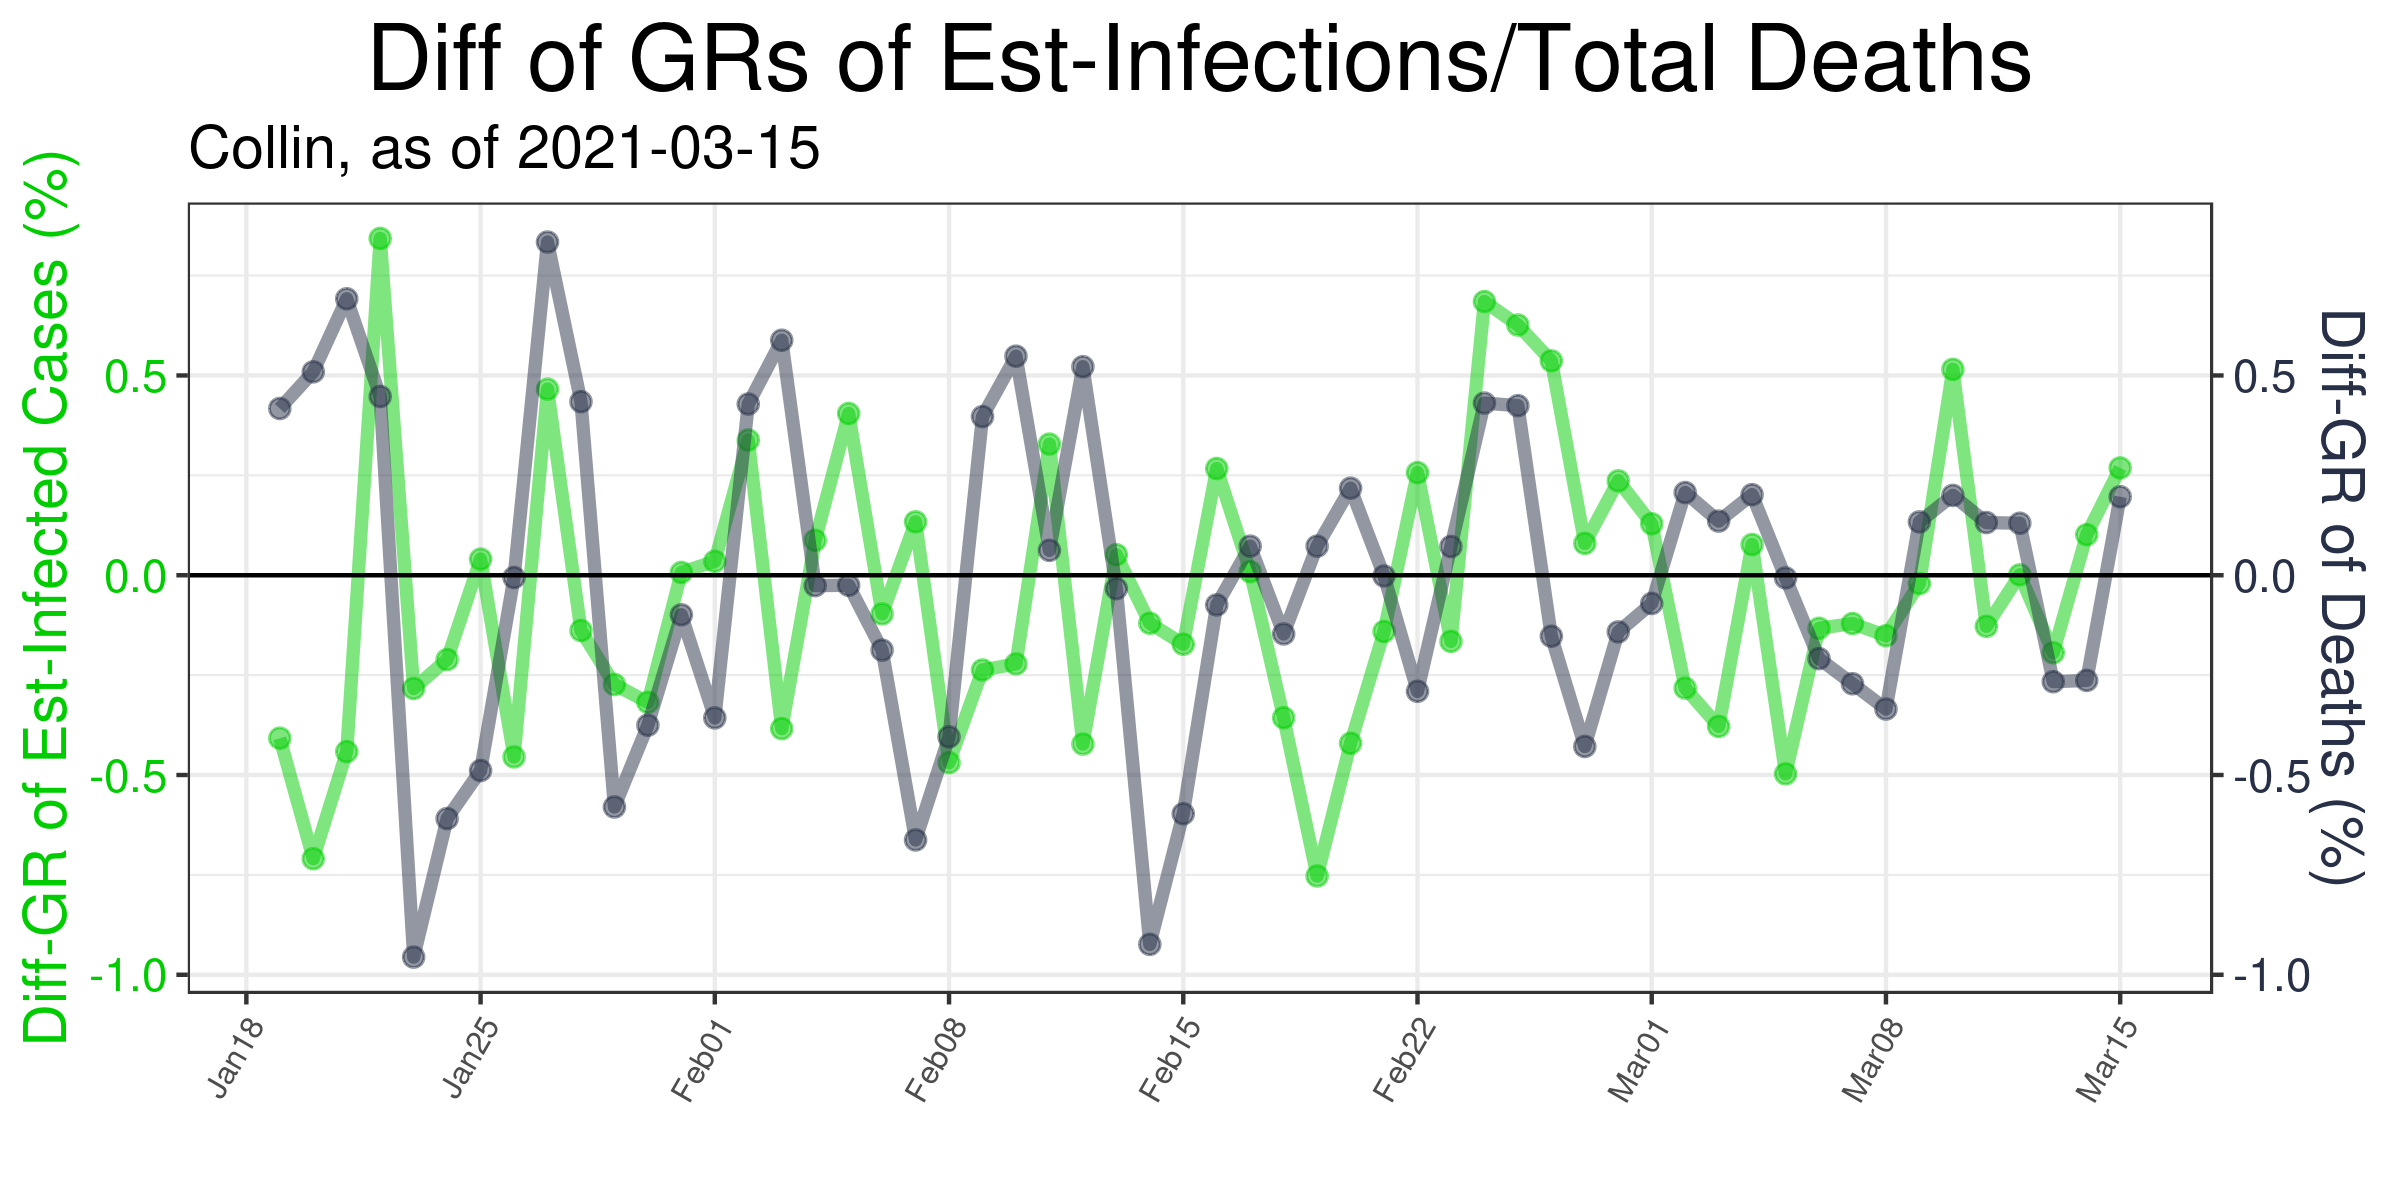 Diff of GRs of Est-Infections/Total Deaths
Collin, as of 2021-03-15
Diff-GR of Est-Infected Cases (%)
0.5
0.0
-0.5
-1.0
0.5
0.0
-0.5
-1.0
Diff-GR of Deaths (%)
Jan18
Jan25
Feb01
Feb08
Feb15
Feb22
Mar01
Mar08
Mar15